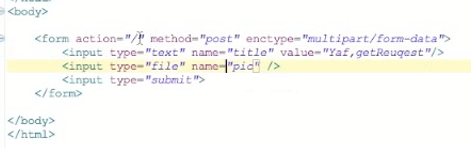 <body>
<form action="/" method="post" enctype="multipart/form-data">
<input type="text" name="title" value="Yaf,getReuqest"/>
<input type="file" name="pic" />
<input type="submit">
</form>
</body>
</html>